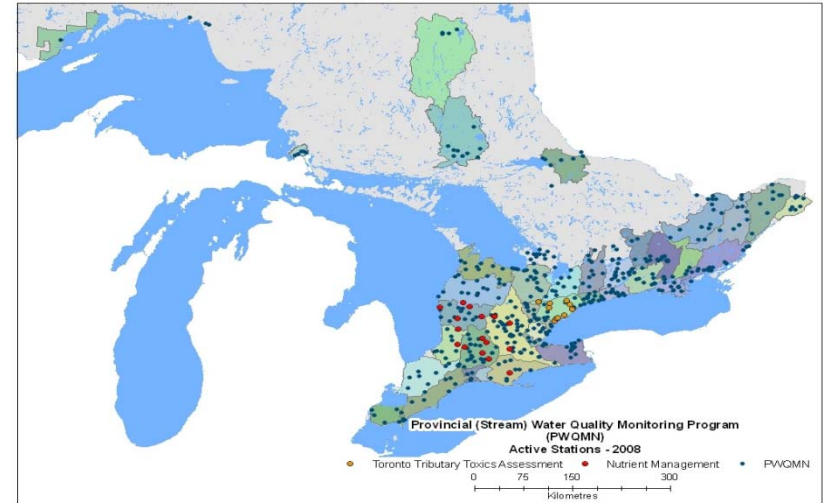 Provincial (Stream) Water Quality Monitoring Program
(PWQMN)
Active Stations - 2008
Toronto Tributary Toxics Assessment Nutrient Management PWQMN
0 75 150 300
Kilometres